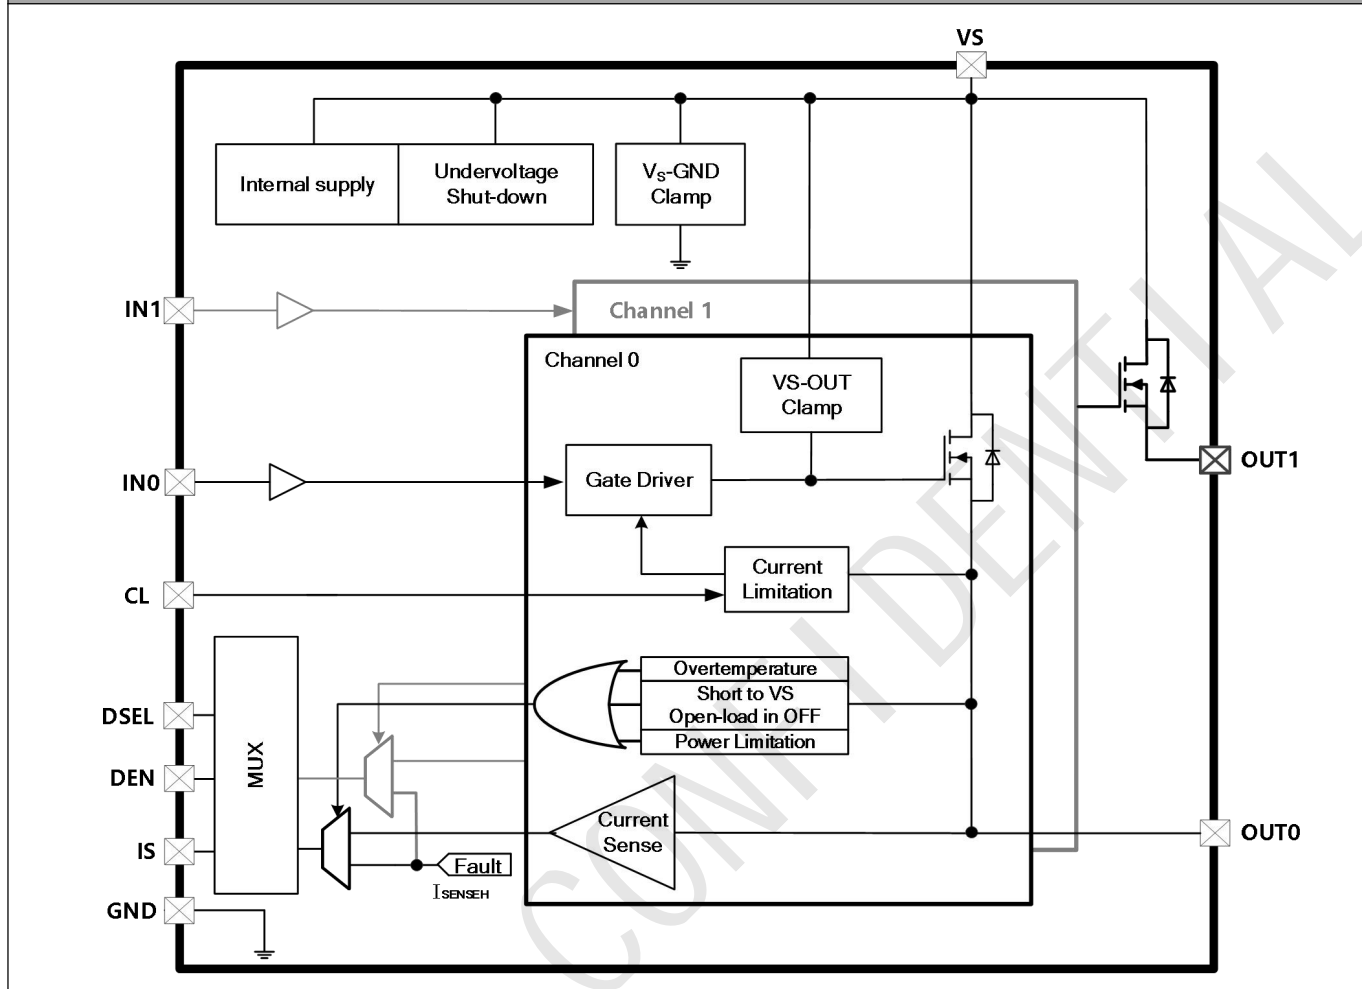 VS
Internal supply
Undervoltage
Shut-down
VS-GND
Clamp
IN1
Channel 1
Channel 0
VS-OUT
Clamp
OUT1
IN0
Gate Driver
CL
Current
Limitation
Overtemperature
Short to VS
Open-load in OFF
Power Limitation
DSEL
MUX
DEN
Current
Sense
IS
OUT0
Fault
ISENSEH
GND
CONFIDENTIAL